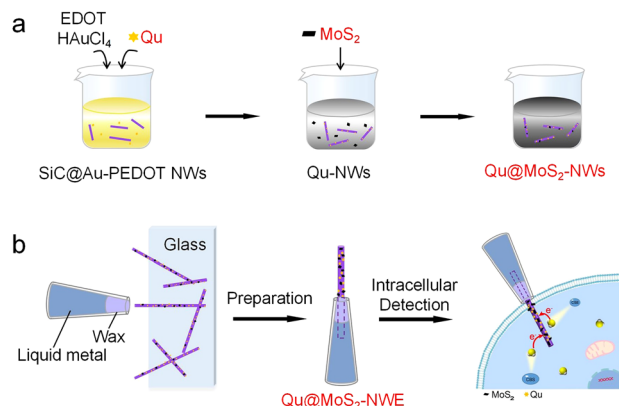 a
EDOT
HAuCl₄
Qu
MoS₂
SiC@Au-PEDOT NWs
Qu-NWs
Qu@MoS₂-NWs
b
Glass
Wax
Liquid metal
Preparation
Qu@MoS₂-NWE
Intracellular
Detection
e⁻
e⁻
MoS₂
Qu